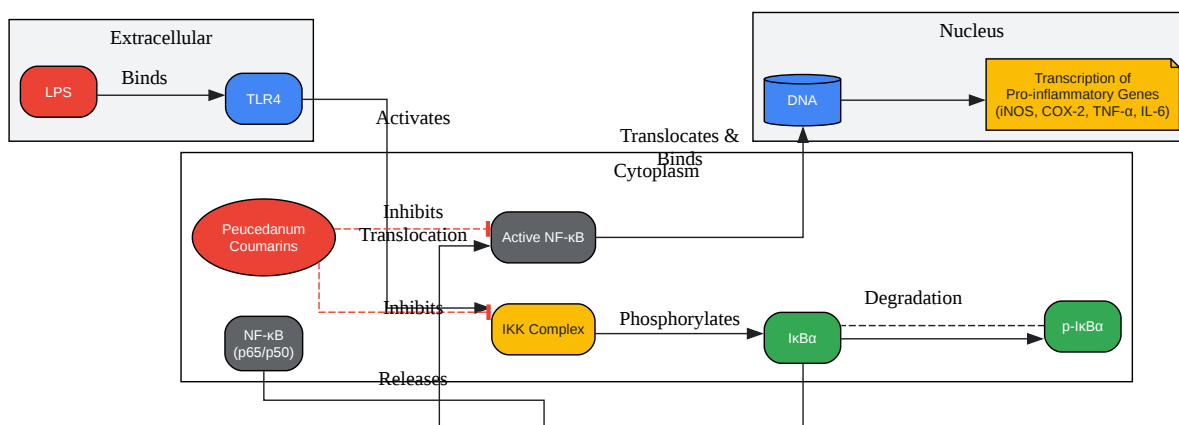 Extracellular
LPS
Binds
TLR4
Activates
Nucleus
DNA
Transcription of
Pro-inflammatory Genes
(iNOS, COX-2, TNF-α, IL-6)
Translocates &
Binds
Cytoplasm
Peucedanum
Coumarins
Inhibits
Translocation
Active NF-κB
Inhibits
IKK Complex
Phosphorylates
IκBα
Degradation
p-IκBα
NF-κB
(p65/p50)
Releases